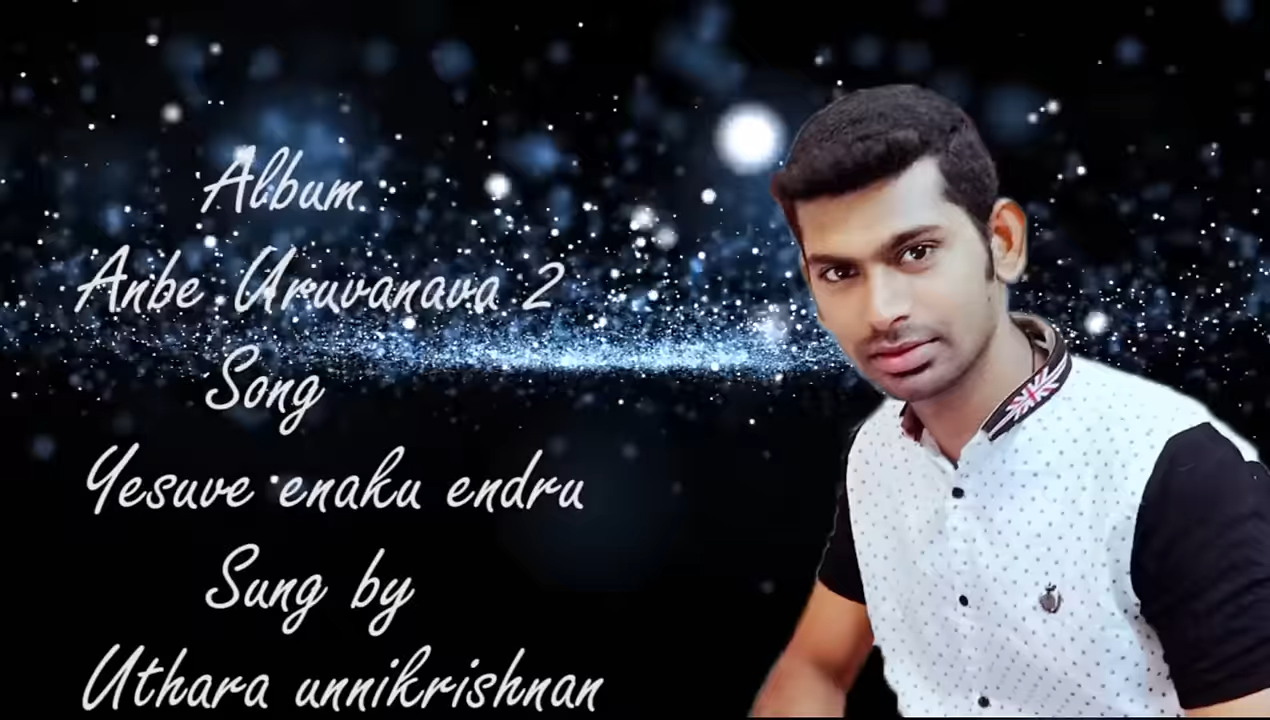 Album
Anbe Uruvanava 2
Song
Yesuve enaku endru
Sung by
Uthara unnikrishnan